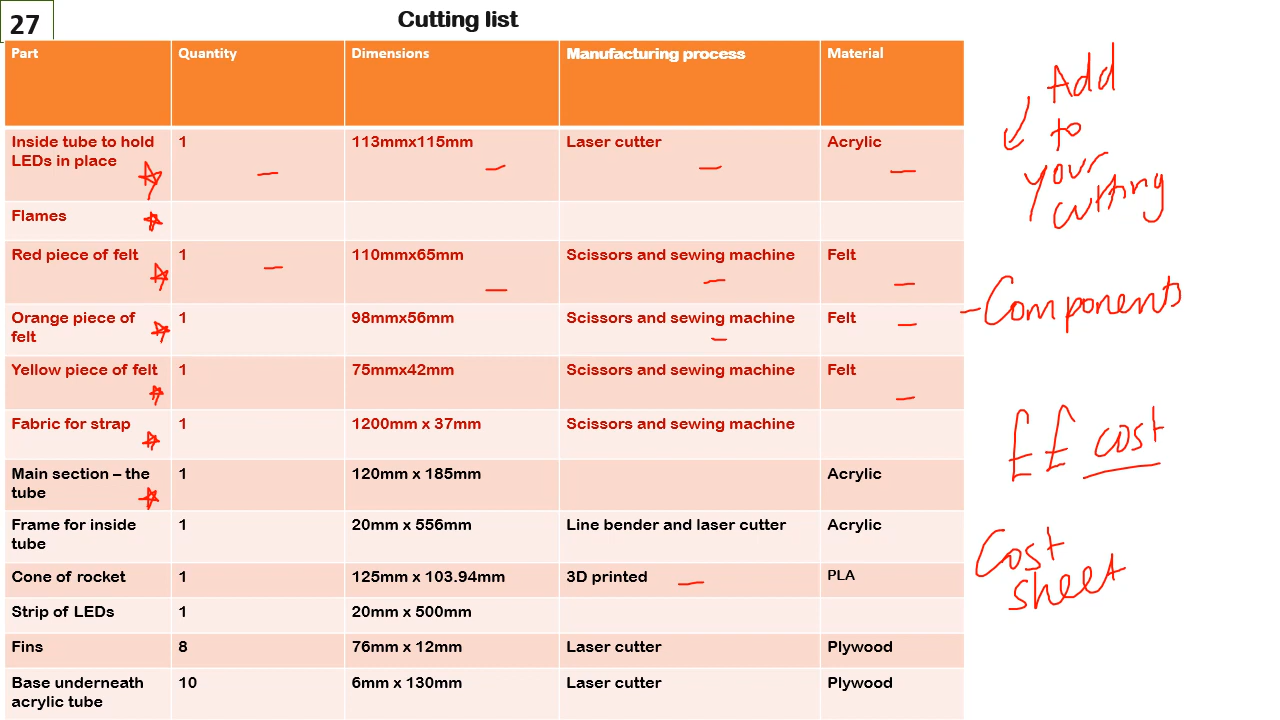 27
Cutting list
Part Quantity Dimensions Manufacturing process Material
Inside tube to hold 1 113mmx115mm Laser cutter Acrylic
LEDs in place
Flames
Red piece of felt 1 110mmx65mm Scissors and sewing machine Felt
Orange piece of 1 98mmx56mm Scissors and sewing machine Felt
felt
Yellow piece of felt 1 75mmx42mm Scissors and sewing machine Felt
Fabric for strap 1 1200mm x 37mm Scissors and sewing machine
Main section – the 1 120mm x 185mm Acrylic
tube
Frame for inside 1 20mm x 556mm Line bender and laser cutter Acrylic
tube
Cone of rocket 1 125mm x 103.94mm 3D printed PLA
Strip of LEDs 1 20mm x 500mm
Fins 8 76mm x 12mm Laser cutter Plywood
Base underneath 10 6mm x 130mm Laser cutter Plywood
acrylic tube
Add
to
your
cutting
- Components
£ £ cost
Cost
sheet